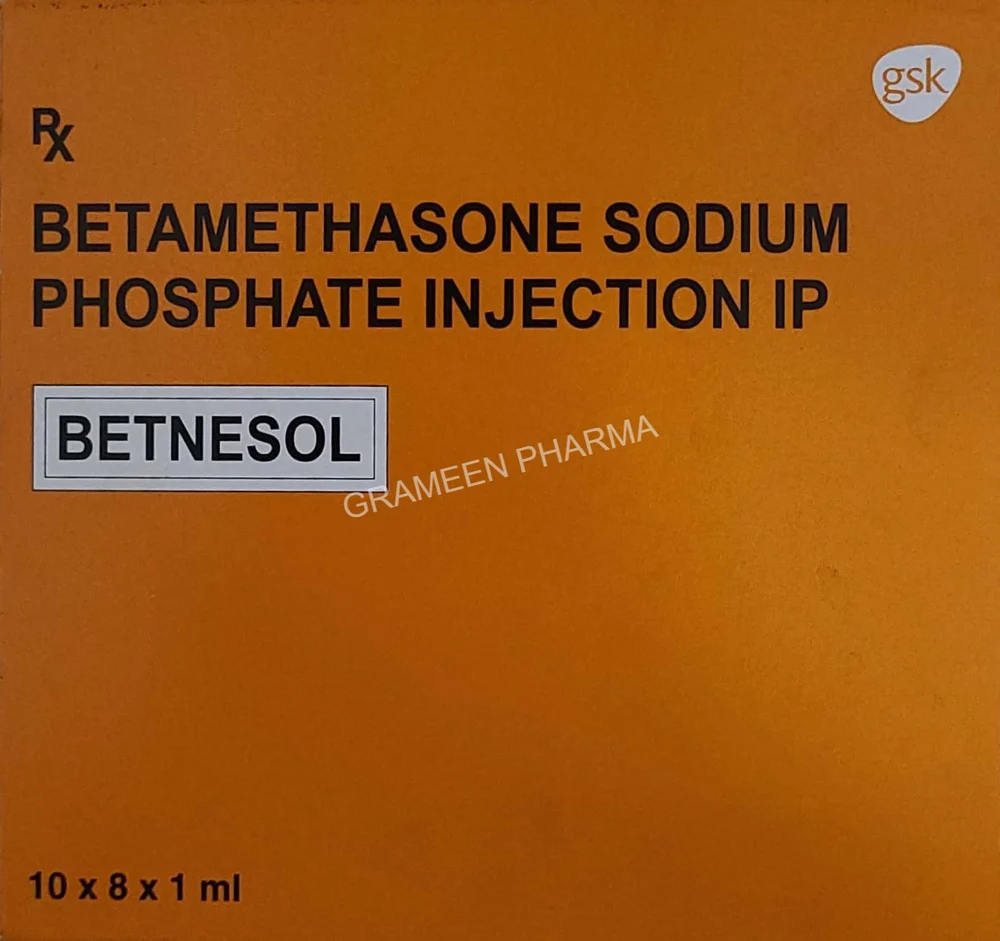 gsk
Rx
BETAMETHASONE SODIUM
PHOSPHATE INJECTION IP
BETNESOL
GRAMEEN PHARMA
10 x 8 x 1 ml